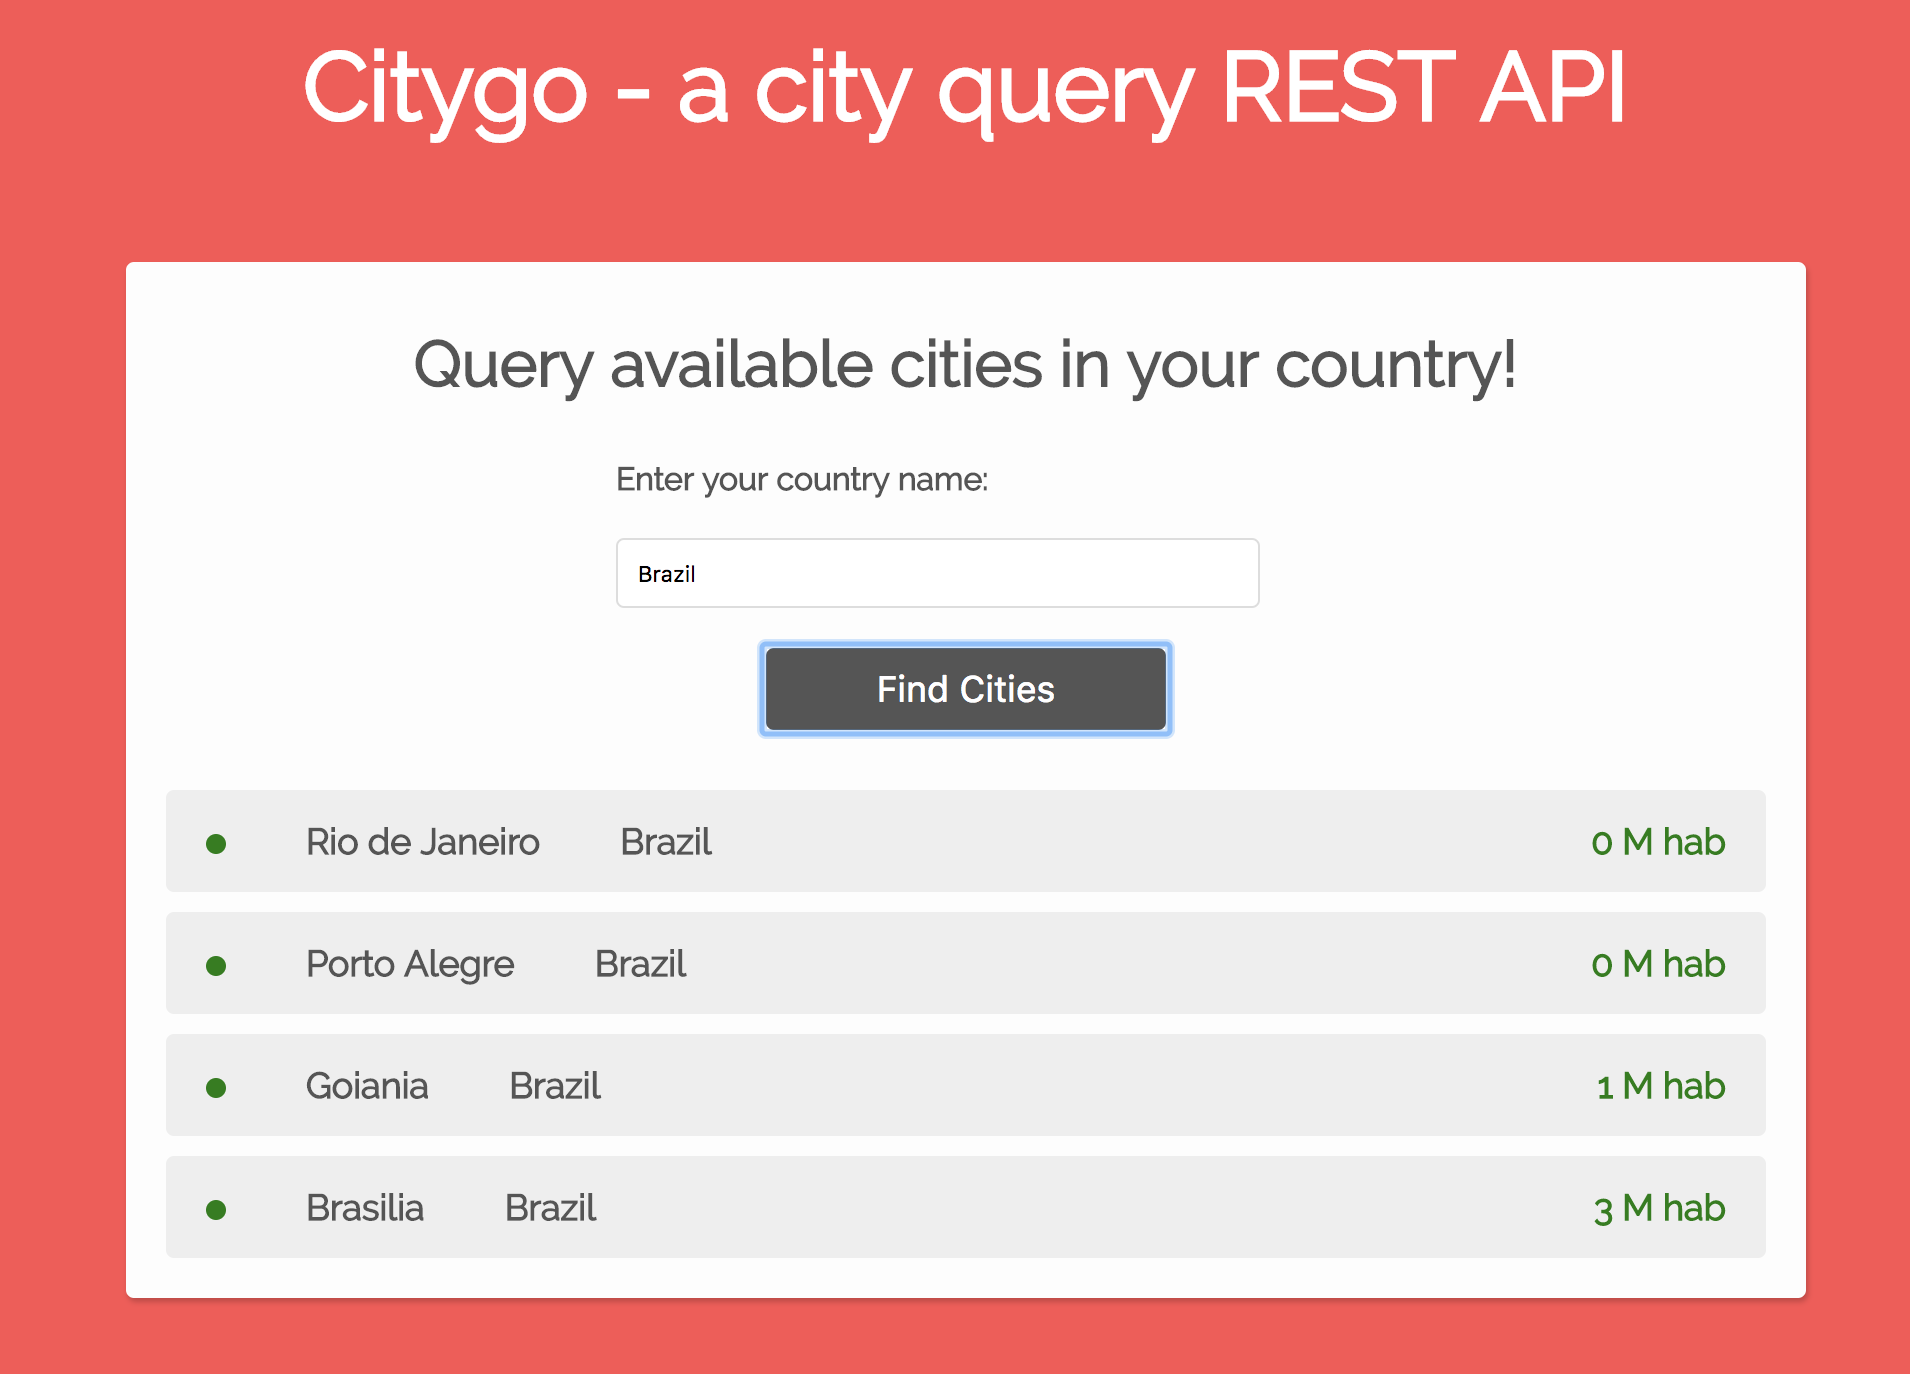 Citygo - a city query REST API
Query available cities in your country!
Enter your country name:
Brazil
Find Cities
Rio de Janeiro Brazil 0 M hab
Porto Alegre Brazil 0 M hab
Goiania Brazil 1 M hab
Brasilia Brazil 3 M hab